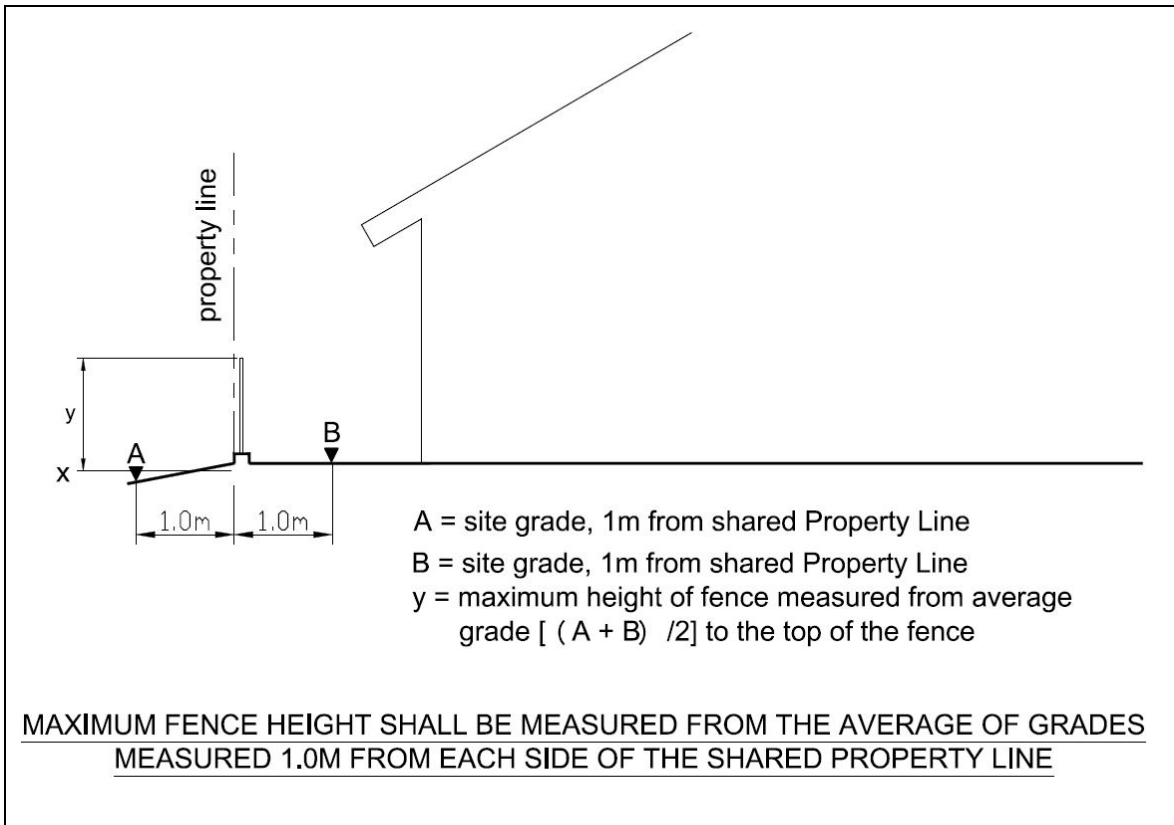 property line
y
A
B
x
1.0m
1.0m
A = site grade, 1m from shared Property Line
B = site grade, 1m from shared Property Line
y = maximum height of fence measured from average
grade [ ( A + B) /2] to the top of the fence
MAXIMUM FENCE HEIGHT SHALL BE MEASURED FROM THE AVERAGE OF GRADES
MEASURED 1.0M FROM EACH SIDE OF THE SHARED PROPERTY LINE